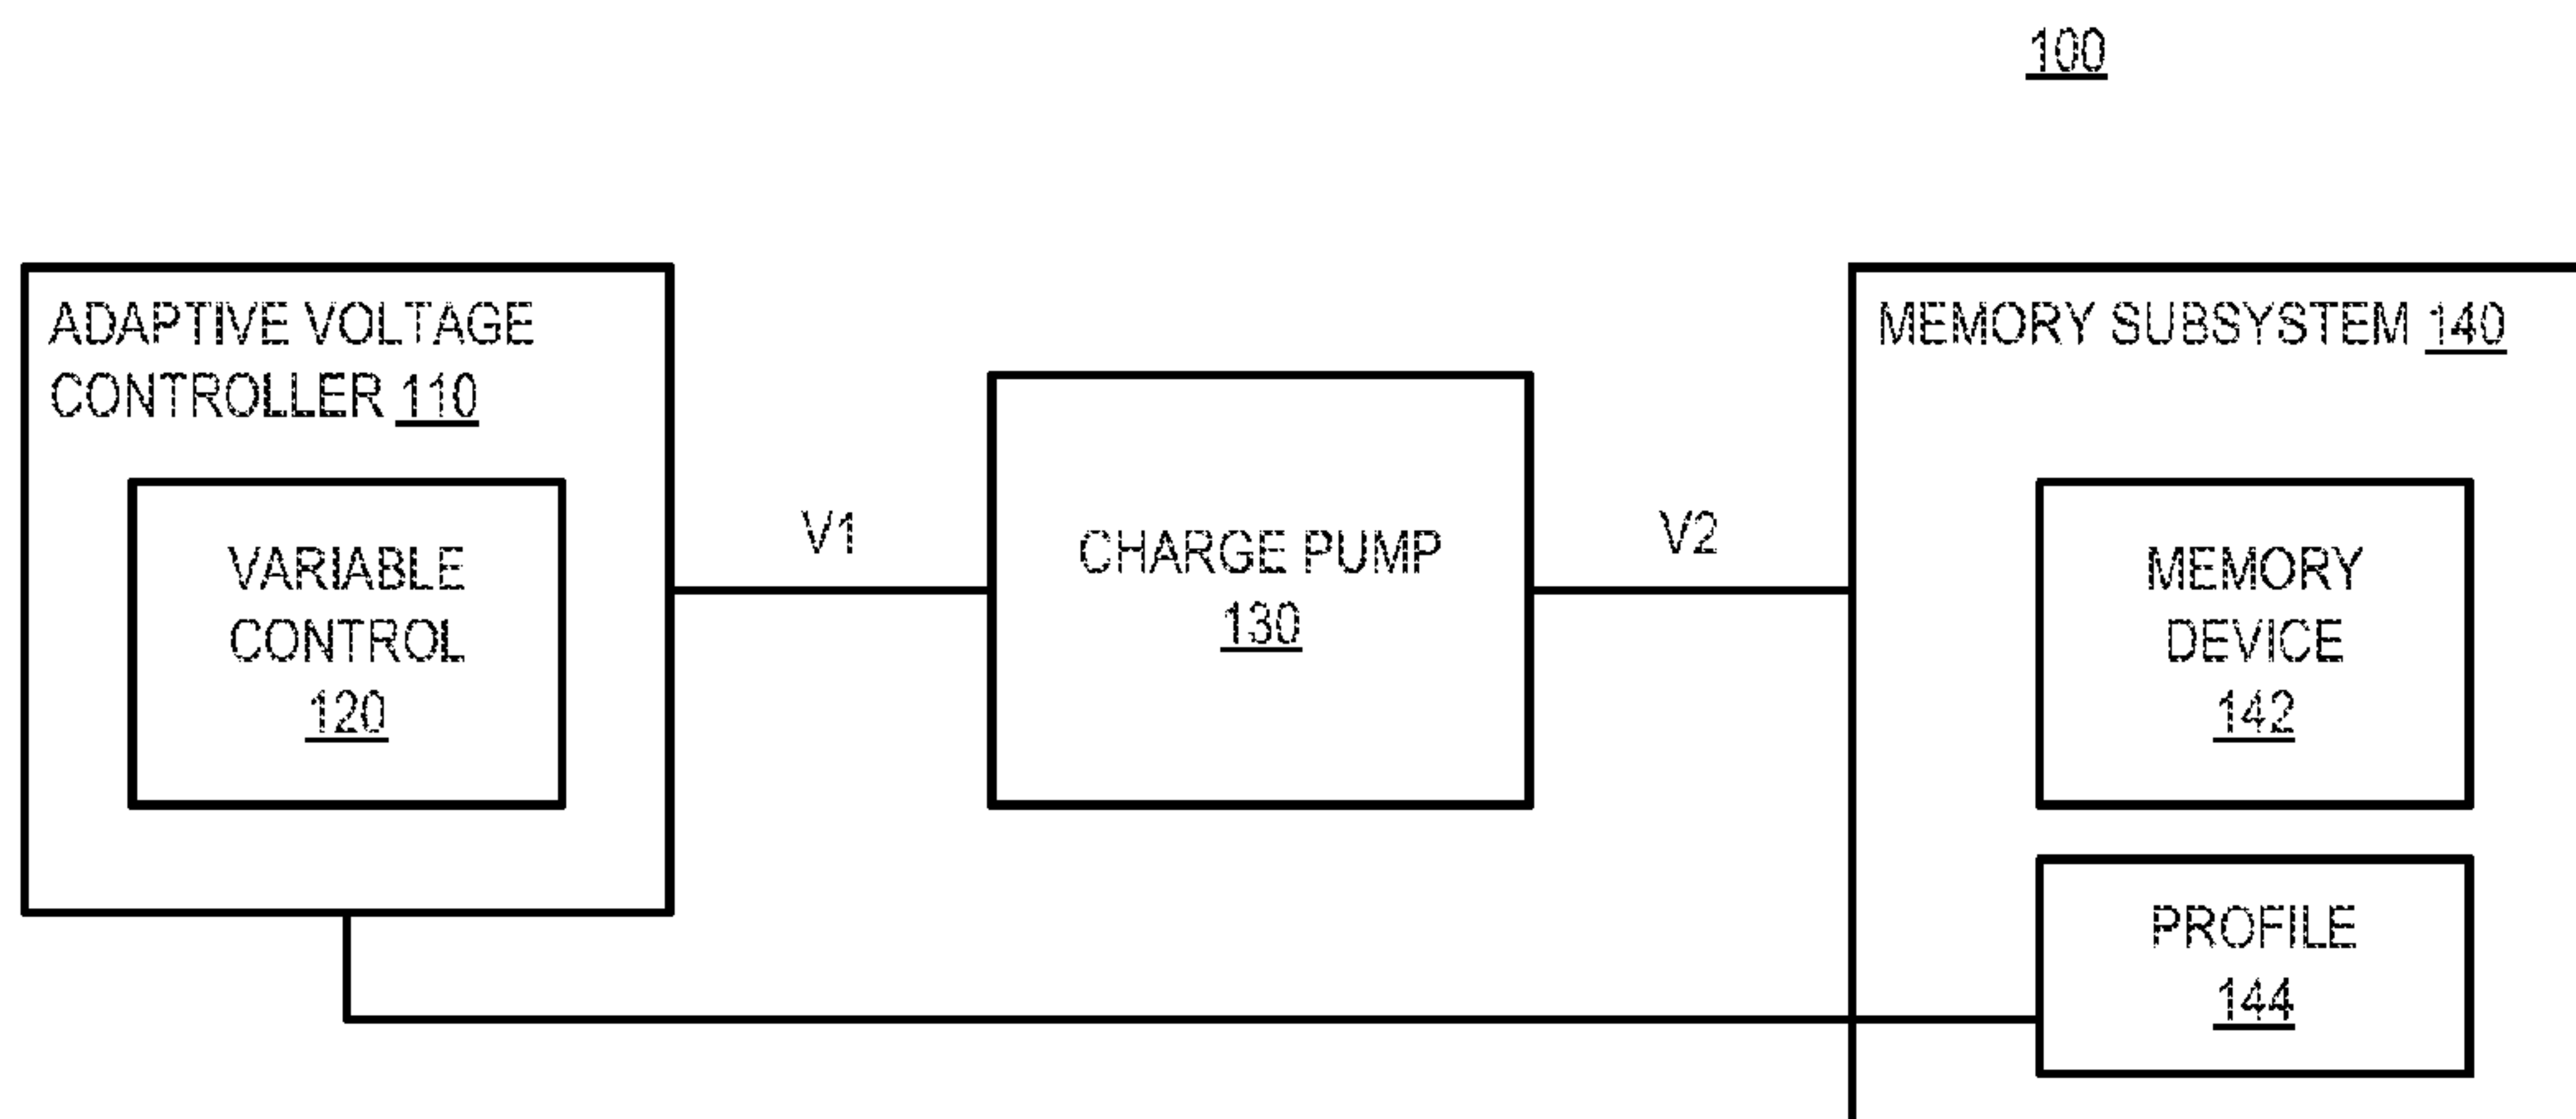 100
ADAPTIVE VOLTAGE
CONTROLLER 110
VARIABLE
CONTROL
120
V1
CHARGE PUMP
130
V2
MEMORY SUBSYSTEM 140
MEMORY
DEVICE
142
PROFILE
144